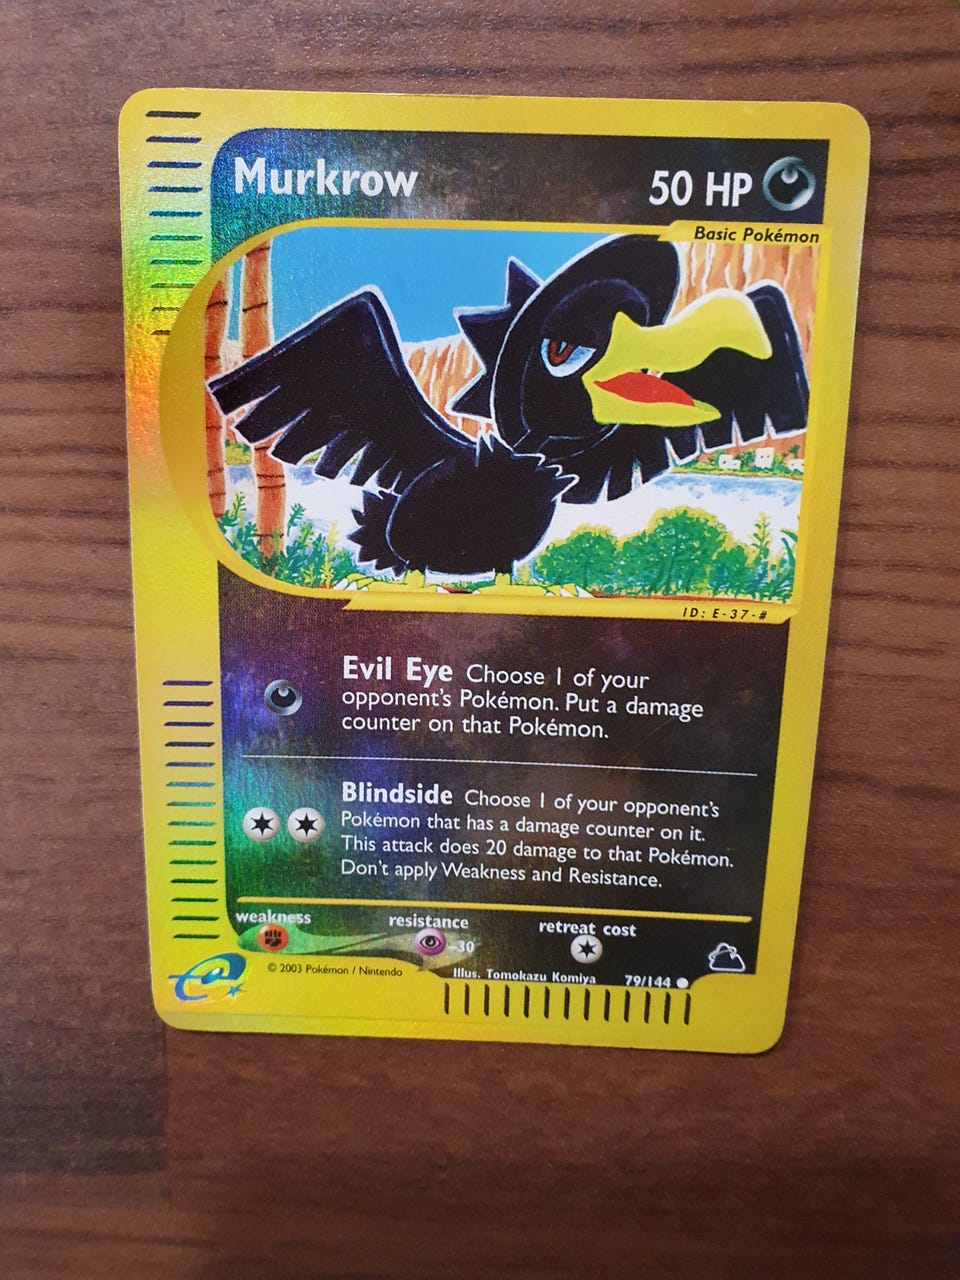 Murkrow
50 HP
Basic Pokémon
ID: E-37-#
Evil Eye Choose 1 of your
opponent's Pokémon. Put a damage
counter on that Pokémon.
Blindside Choose 1 of your opponent's
Pokémon that has a damage counter on it.
This attack does 20 damage to that Pokémon.
Don't apply Weakness and Resistance.
weakness
resistance
retreat cost
-30
e
© 2003 Pokémon / Nintendo
Illus. Tomokazu Komiya
79/144